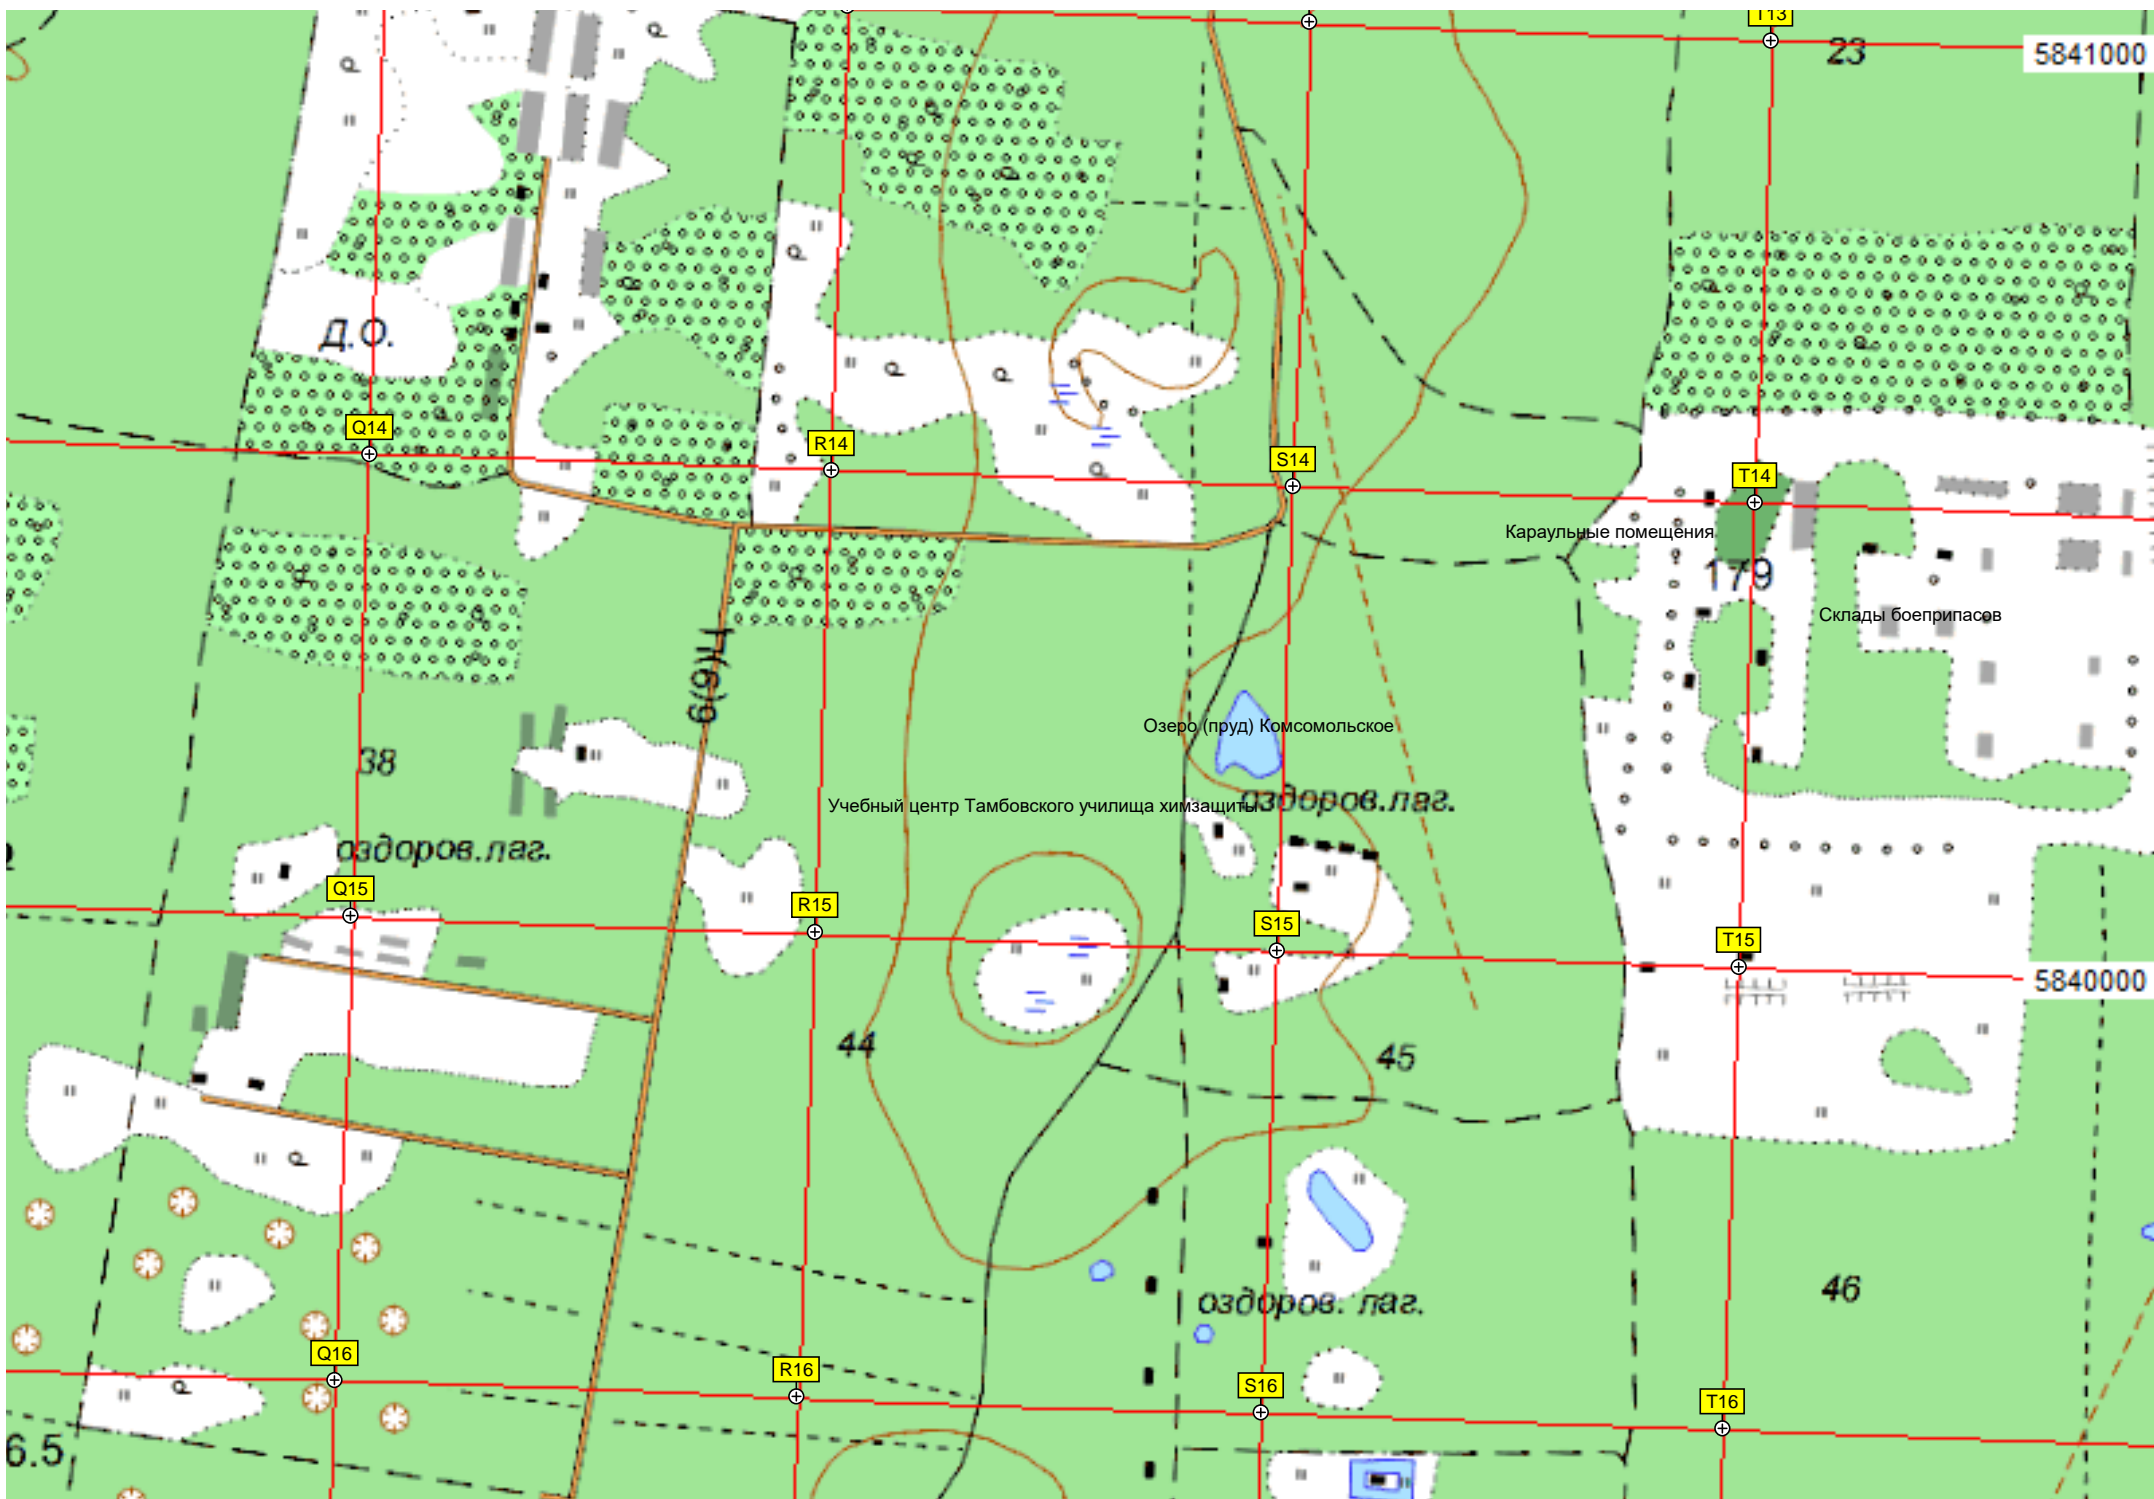 T13
23
5841000
Д.О.
Q14
R14
S14
T14
Караульные помещения
179
Склады боеприпасов
Г(6)9
Озеро (пруд) Комсомольское
38
Учебный центр Тамбовского училища химзащиты
оздоров.лаг.
оздоров.лаг.
Q15
R15
S15
T15
5840000
44
45
46
оздоров. лаг.
Q16
R16
S16
T16
6.5